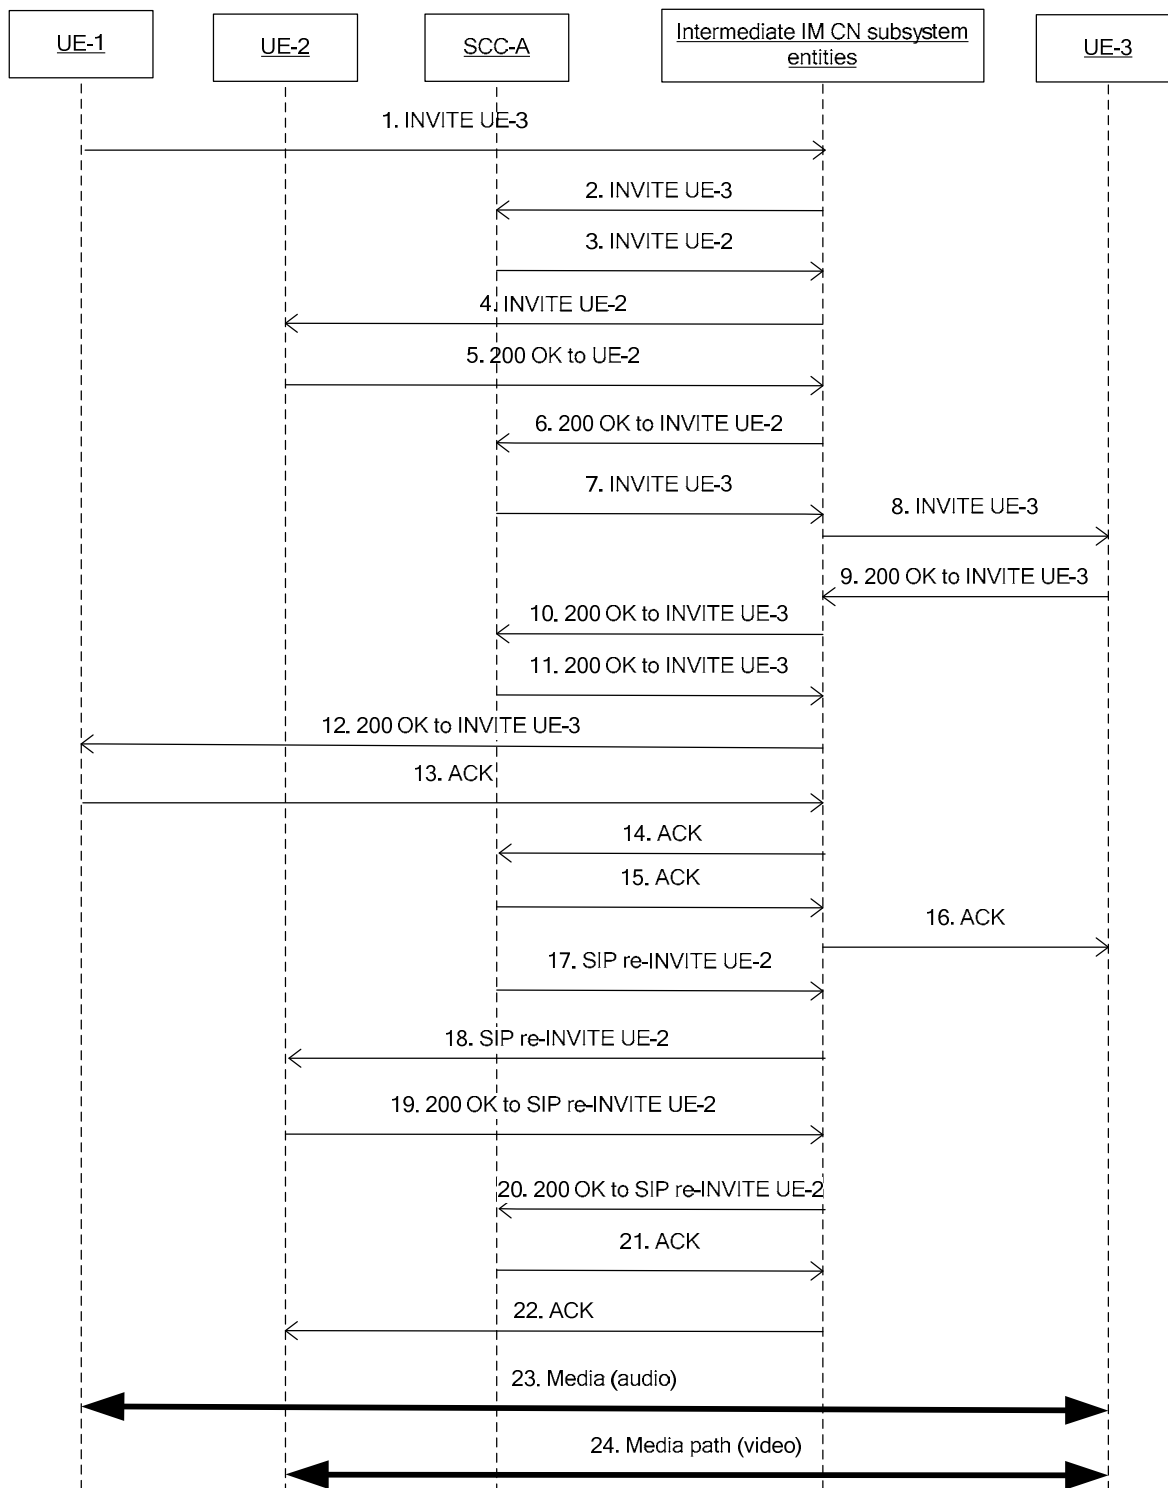 UE-1
UE-2
SCC-A
Intermediate IM CN subsystem
entities
UE-3
1. INVITE UE-3
2. INVITE UE-3
3. INVITE UE-2
4. INVITE UE-2
5. 200 OK to UE-2
6. 200 OK to INVITE UE-2
7. INVITE UE-3
8. INVITE UE-3
9. 200 OK to INVITE UE-3
10. 200 OK to INVITE UE-3
11. 200 OK to INVITE UE-3
12. 200 OK to INVITE UE-3
13. ACK
14. ACK
15. ACK
16. ACK
17. SIP re-INVITE UE-2
18. SIP re-INVITE UE-2
19. 200 OK to SIP re-INVITE UE-2
20. 200 OK to SIP re-INVITE UE-2
21. ACK
22. ACK
23. Media (audio)
24. Media path (video)